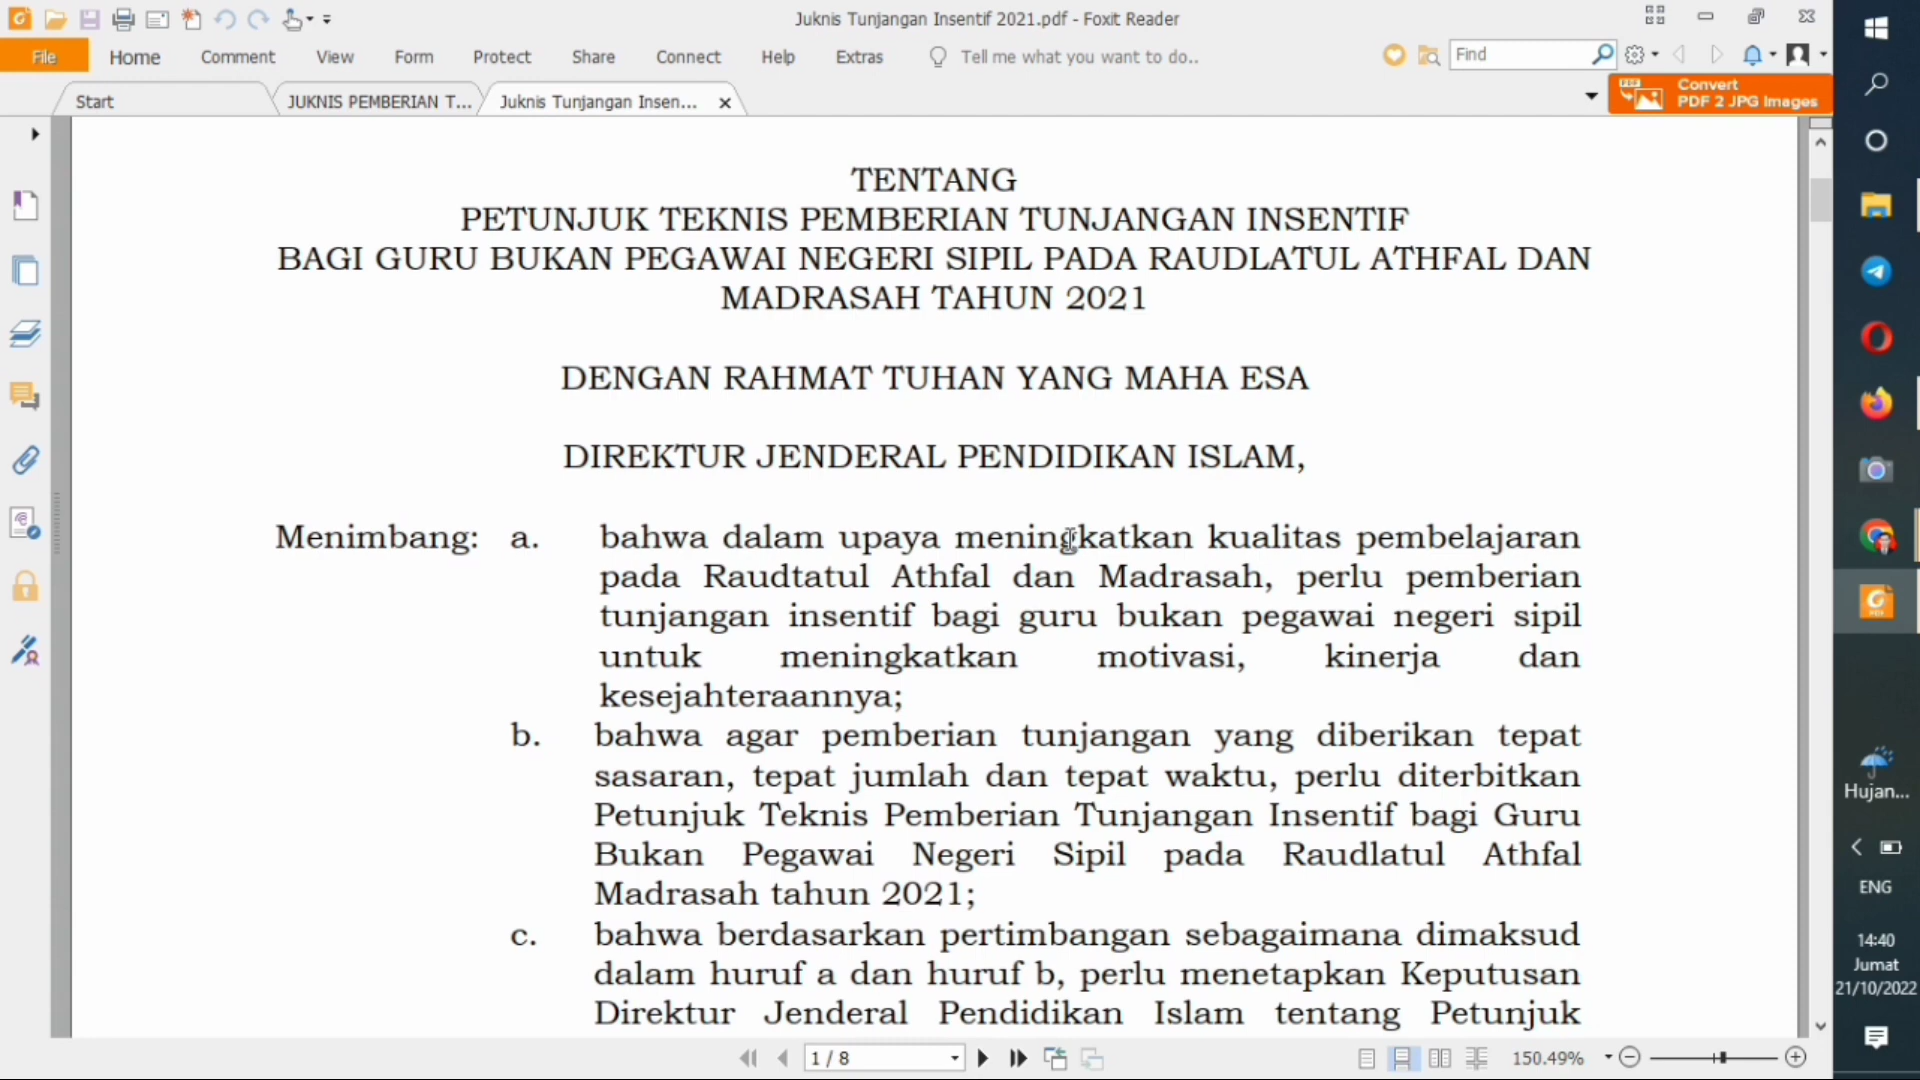 Juknis Tunjangan Insentif 2021.pdf - Foxit Reader
File Home Comment View Form Protect Share Connect Help Extras Tell me what you want to do.. Find
Start JUKNIS PEMBERIAN T... Juknis Tunjangan Insen...
Convert
PDF 2 JPG Images
TENTANG
PETUNJUK TEKNIS PEMBERIAN TUNJANGAN INSENTIF
BAGI GURU BUKAN PEGAWAI NEGERI SIPIL PADA RAUDLATUL ATHFAL DAN
MADRASAH TAHUN 2021
DENGAN RAHMAT TUHAN YANG MAHA ESA
DIREKTUR JENDERAL PENDIDIKAN ISLAM,
Menimbang: a. bahwa dalam upaya meningkatkan kualitas pembelajaran
pada Raudtatul Athfal dan Madrasah, perlu pemberian
tunjangan insentif bagi guru bukan pegawai negeri sipil
untuk meningkatkan motivasi, kinerja dan
kesejahteraannya;
b. bahwa agar pemberian tunjangan yang diberikan tepat
sasaran, tepat jumlah dan tepat waktu, perlu diterbitkan
Petunjuk Teknis Pemberian Tunjangan Insentif bagi Guru
Bukan Pegawai Negeri Sipil pada Raudlatul Athfal
Madrasah tahun 2021;
c. bahwa berdasarkan pertimbangan sebagaimana dimaksud
dalam huruf a dan huruf b, perlu menetapkan Keputusan
Direktur Jenderal Pendidikan Islam tentang Petunjuk
1 / 8
150.49%
Hujan...
ENG
14:40
Jumat
21/10/2022